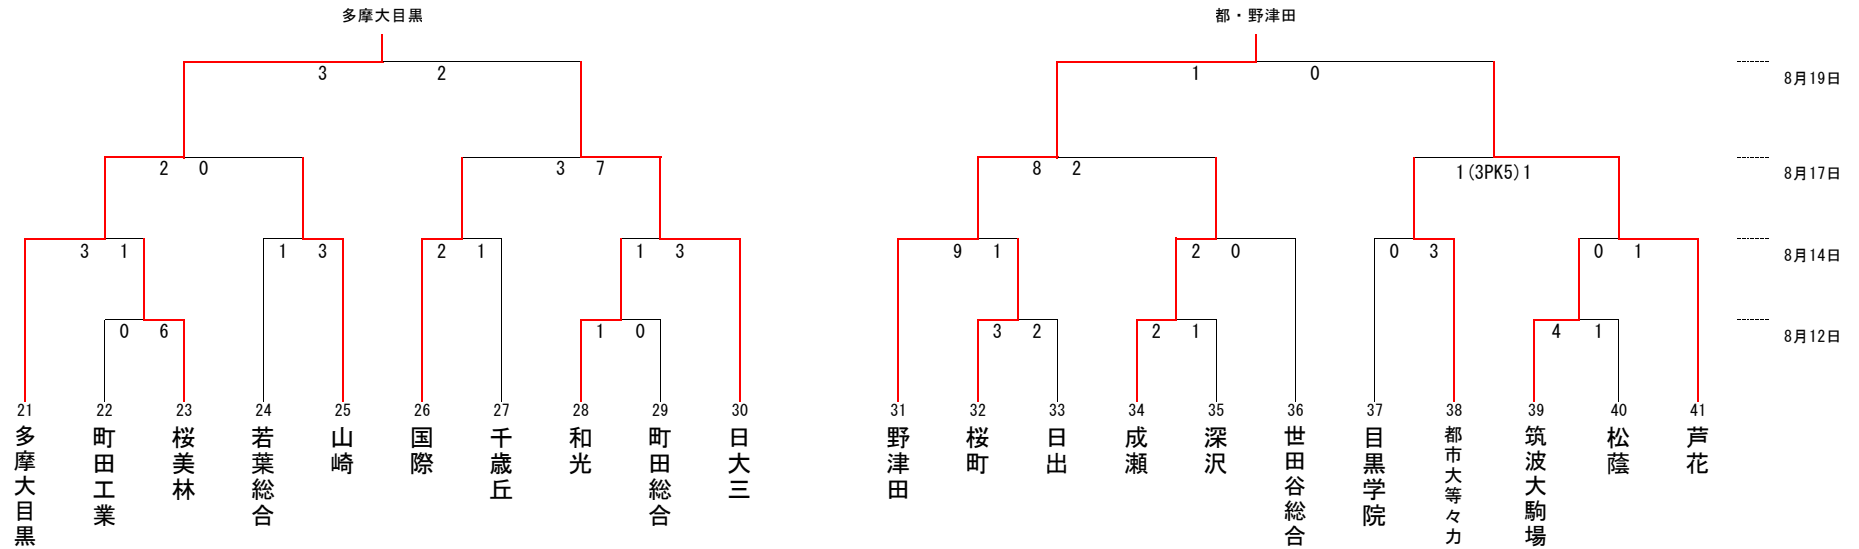 多摩大目黒
都・野津田
3 2
1 0
8月19日
2 0
3 7
8 2
1(3PK5)1
8月17日
3 1
1 3
2 1
1 3
9 1
2 0
0 3
0 1
8月14日
0 6
1 0
3 2
2 1
4 1
8月12日
21 22 23 24 25 26 27 28 29 30
31 32 33 34 35 36 37 38 39 40 41
多摩大目黒
町田工業
桜美林
若葉総合
山崎
国際
千歳丘
和光
町田総合
日大三
野津田
桜町
日出
成瀬
深沢
世田谷総合
目黒学院
都市大等々力
筑波大駒場
松蔭
芦花